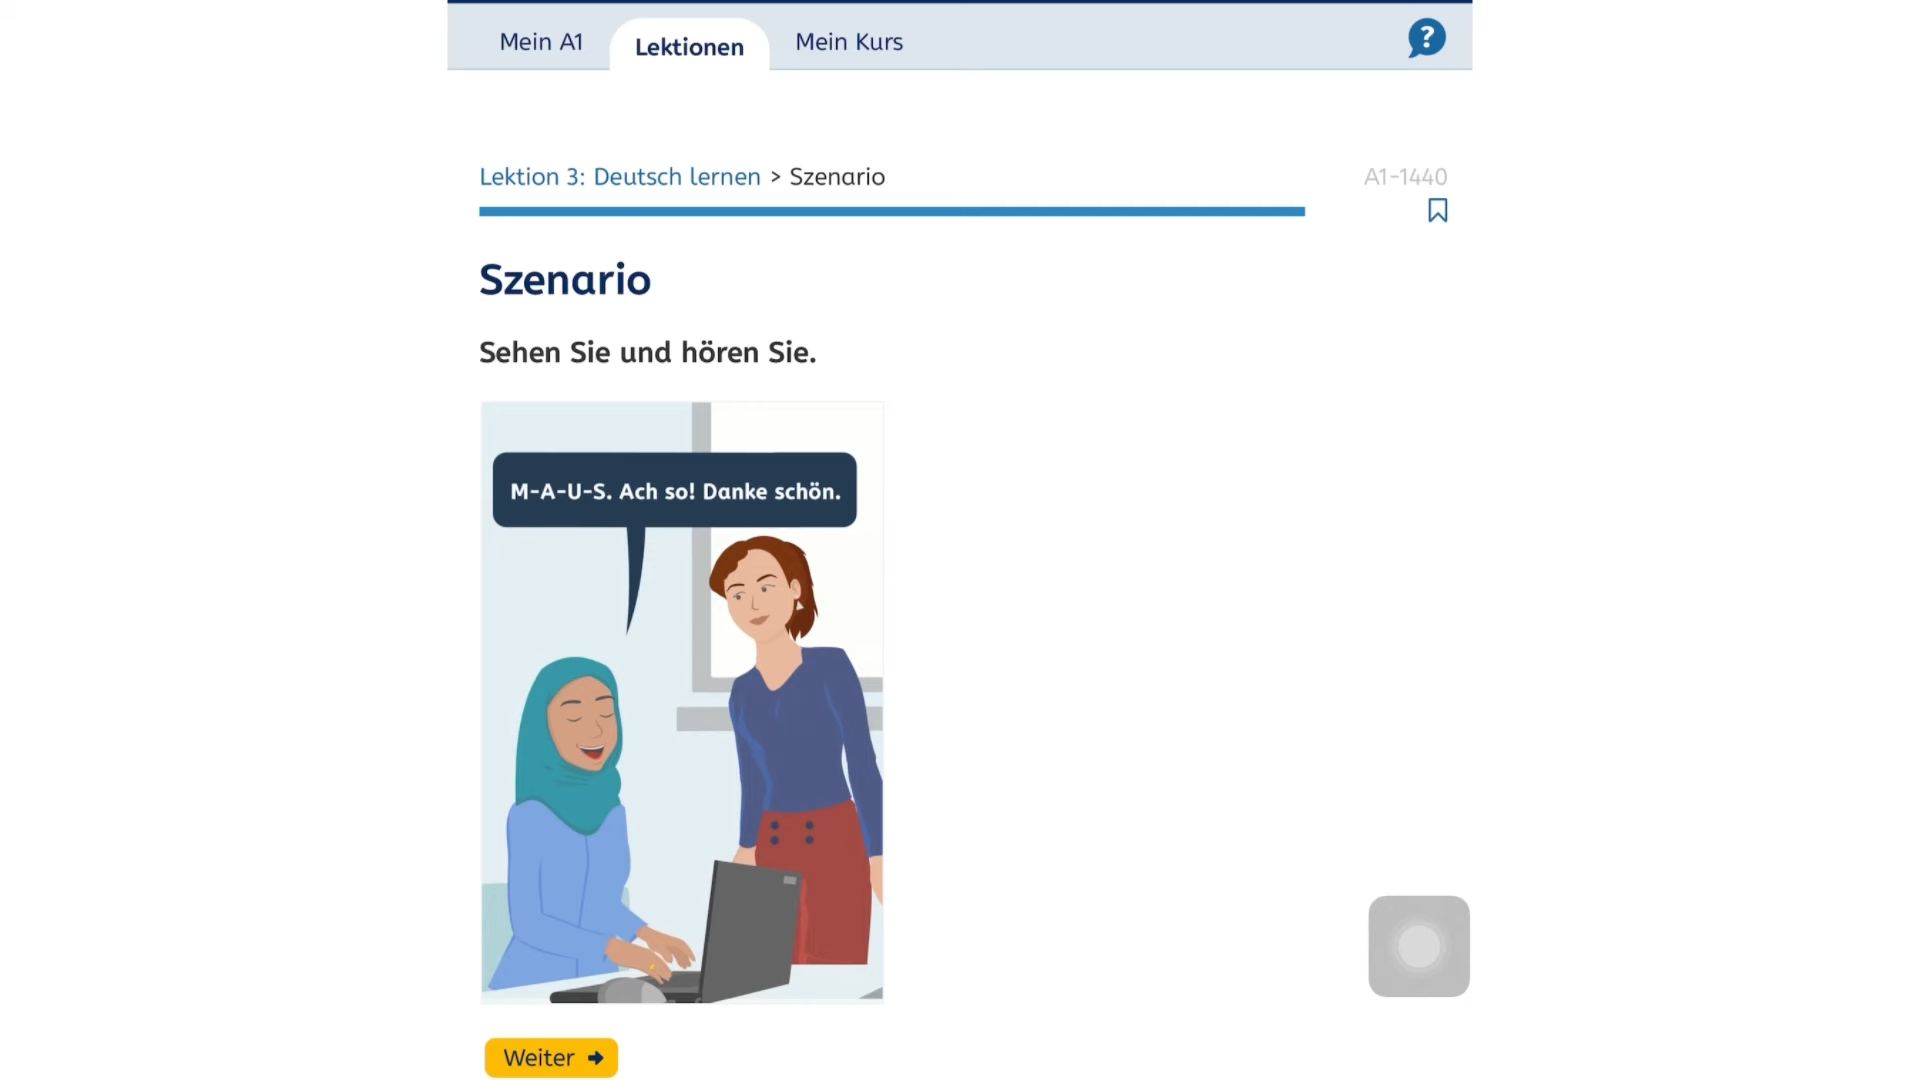 Mein A1 Lektionen Mein Kurs ?
Lektion 3: Deutsch lernen > Szenario A1-1440
Szenario
Sehen Sie und hören Sie.
M-A-U-S. Ach so! Danke schön.
Weiter